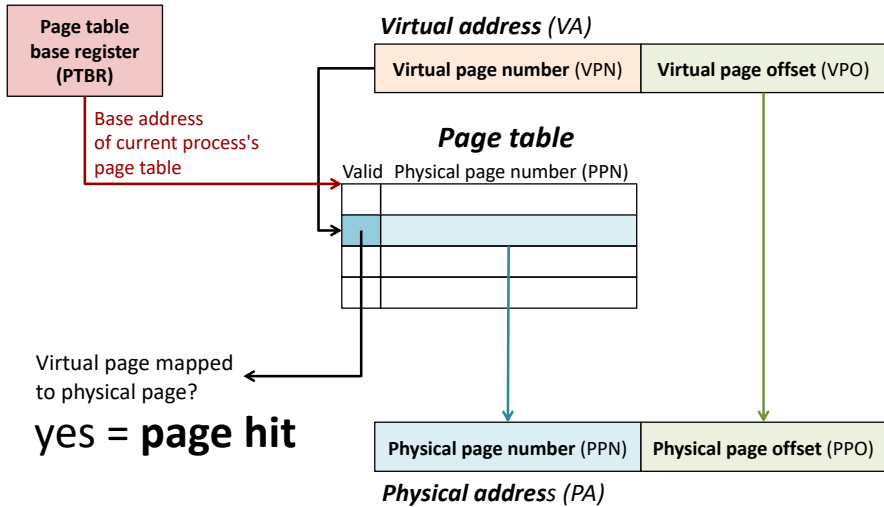 Page table
base register
(PTBR)
Virtual address (VA)
Virtual page number (VPN)
Virtual page offset (VPO)
Base address
of current process's
page table
Page table
Valid
Physical page number (PPN)
Virtual page mapped
to physical page?
yes = page hit
Physical page number (PPN)
Physical page offset (PPO)
Physical address (PA)